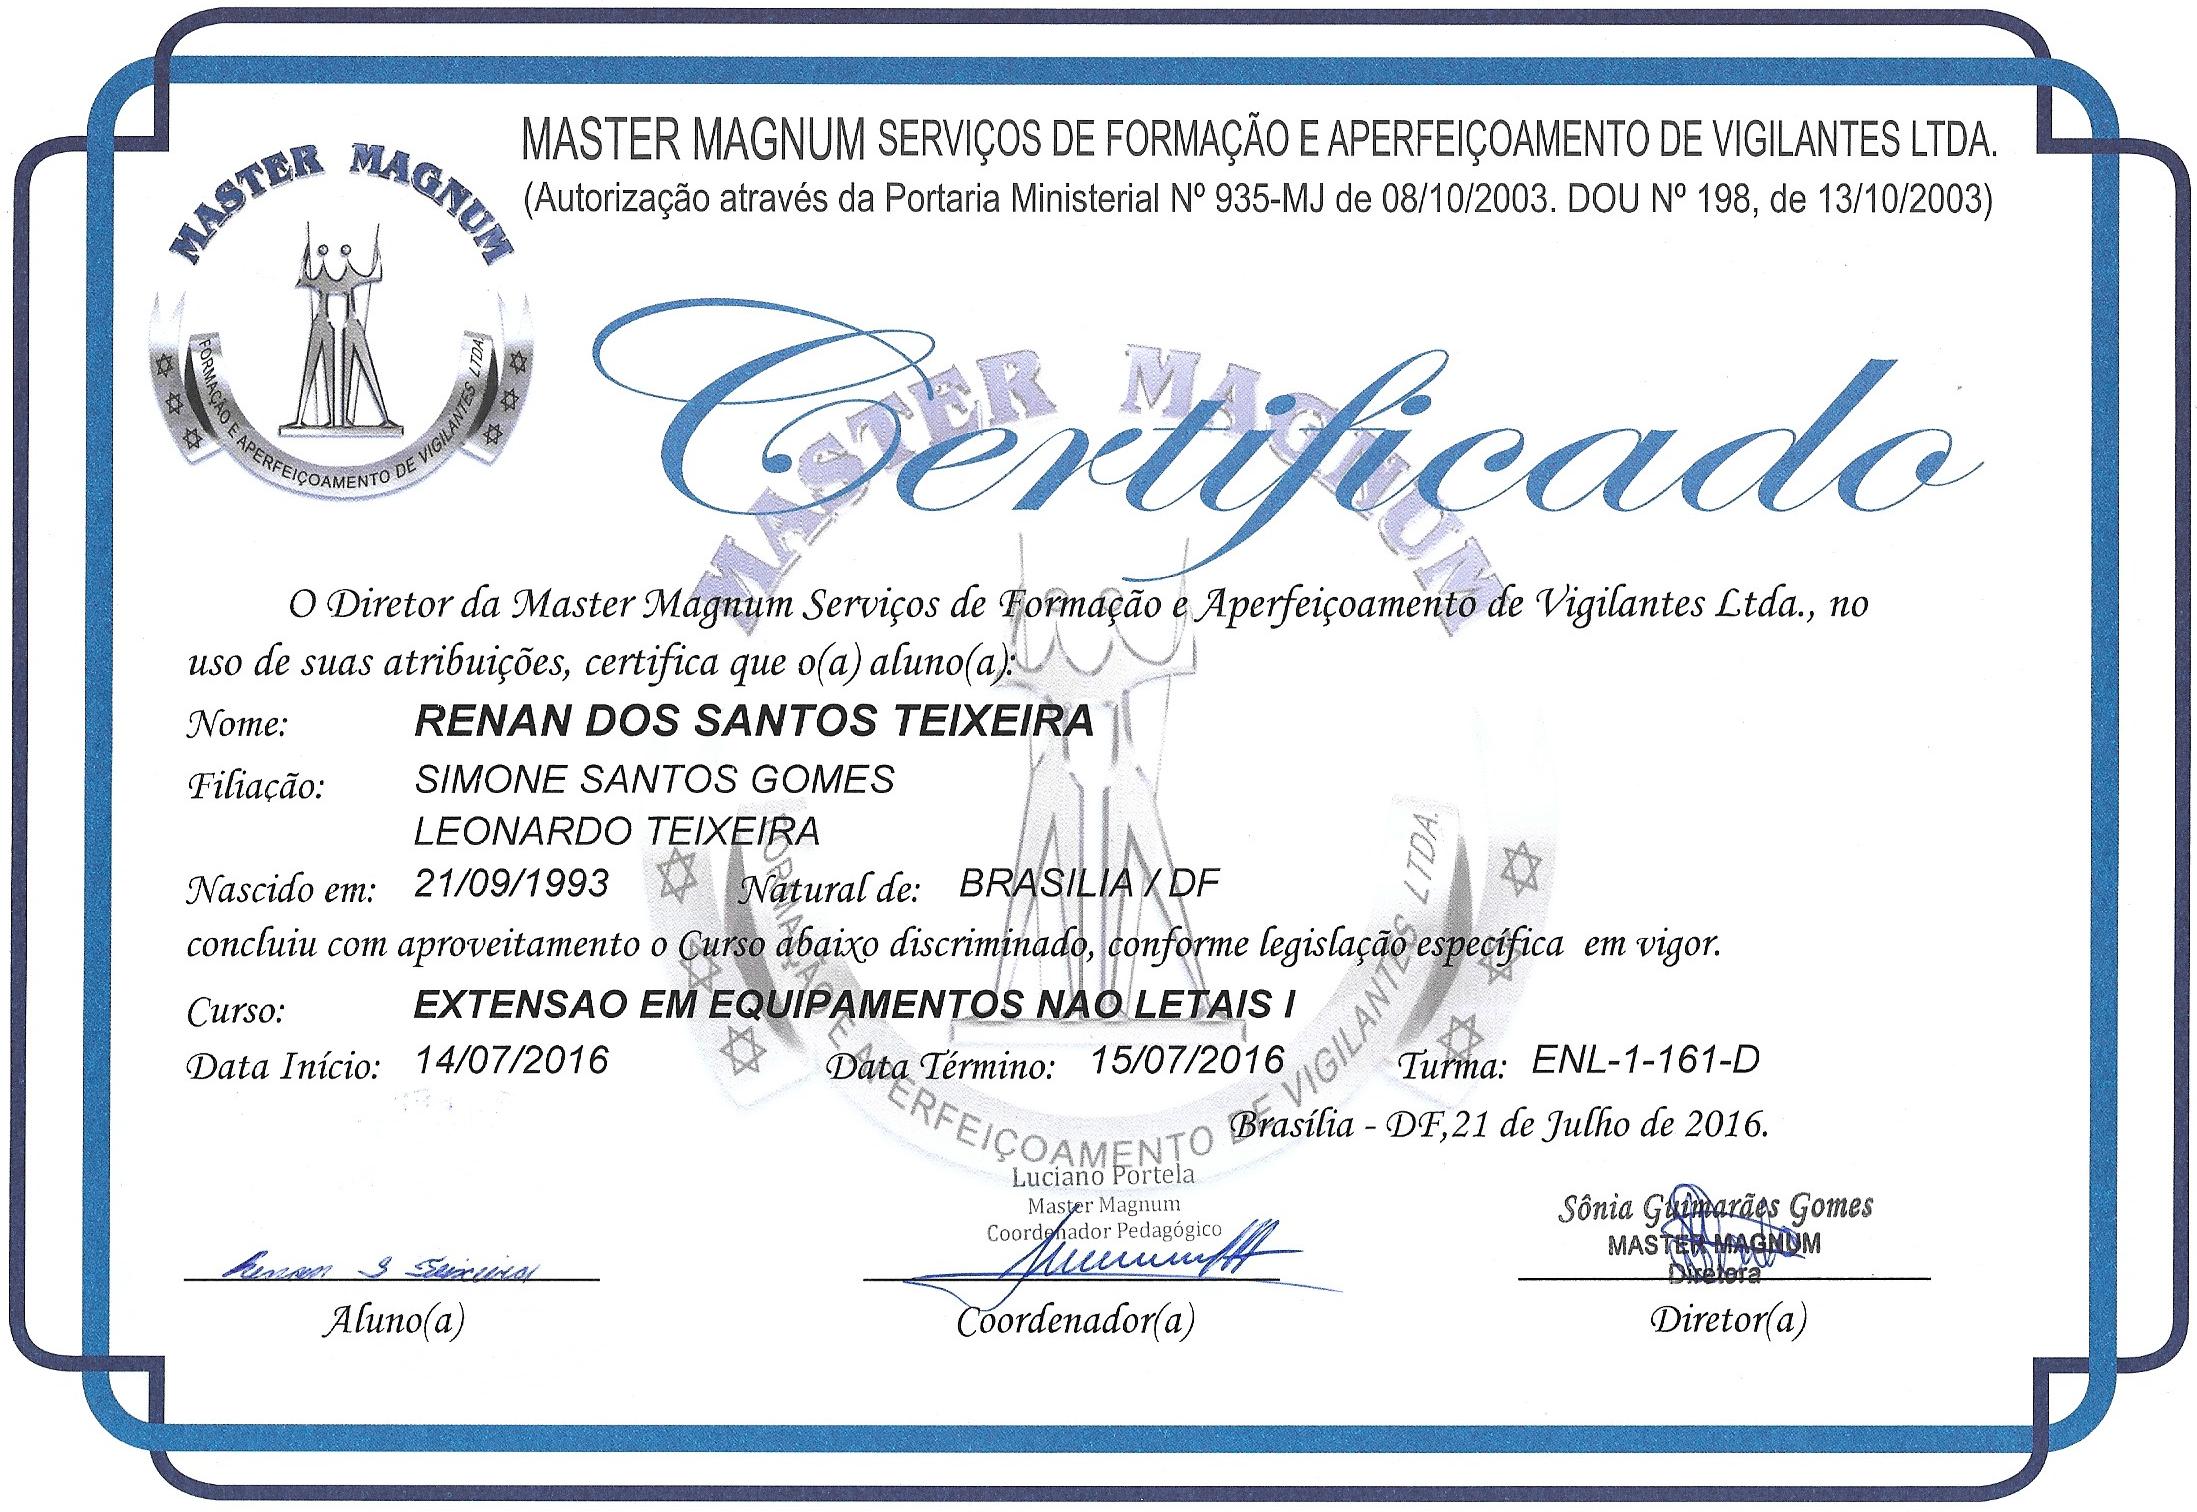 MASTER MAGNUM SERVIÇOS DE FORMAÇÃO E APERFEIÇOAMENTO DE VIGILANTES LTDA.
(Autorização através da Portaria Ministerial Nº 935-MJ de 08/10/2003. DOU Nº 198, de 13/10/2003)
MASTER MAGNUM
FORMAÇÃO E APERFEIÇOAMENTO DE VIGILANTES LTDA.
Certificado
MASTER MAGNUM
FORMAÇÃO E APERFEIÇOAMENTO DE VIGILANTES LTDA.
O Diretor da Master Magnum Serviços de Formação e Aperfeiçoamento de Vigilantes Ltda., no
uso de suas atribuições, certifica que o(a) aluno(a):
Nome: RENAN DOS SANTOS TEIXEIRA
Filiação: SIMONE SANTOS GOMES
LEONARDO TEIXEIRA
Nascido em: 21/09/1993 Natural de: BRASILIA / DF
concluiu com aproveitamento o Curso abaixo discriminado, conforme legislação específica em vigor.
Curso: EXTENSAO EM EQUIPAMENTOS NAO LETAIS I
Data Início: 14/07/2016 Data Término: 15/07/2016 Turma: ENL-1-161-D
Brasília - DF,21 de Julho de 2016.
Luciano Portela
Master Magnum
Coordenador Pedagógico
Sônia Guimarães Gomes
MASTER MAGNUM
Diretora
Renan S Teixeira
Aluno(a) Coordenador(a) Diretor(a)